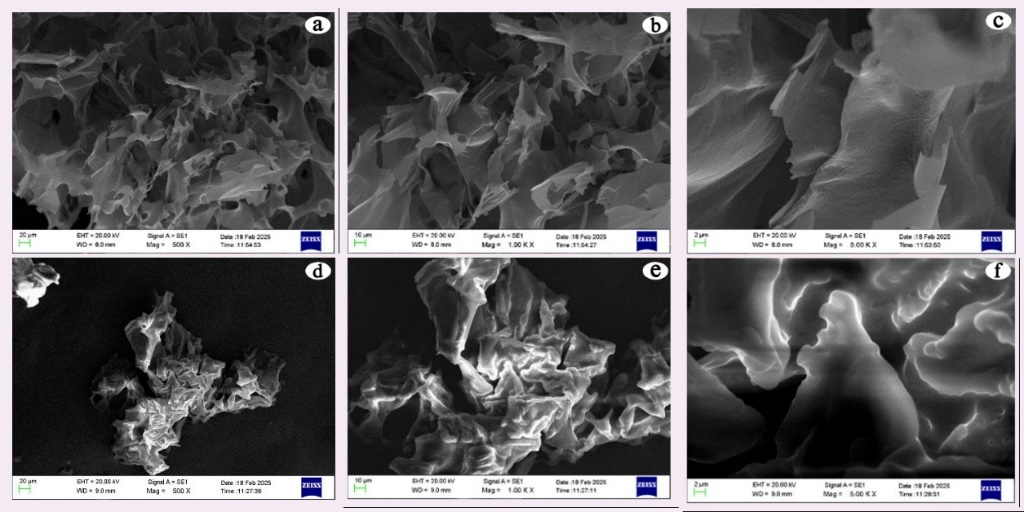 a
20 µm
EHT = 20.00 kV
WD = 8.0 mm
Signal A = SE1
Mag = 500 X
Date :18 Feb 2025
Time :11:54:53
ZEISS
b
10 µm
EHT = 20.00 kV
WD = 8.0 mm
Signal A = SE1
Mag = 1.00 K X
Date :18 Feb 2025
Time :11:54:27
ZEISS
c
2 µm
EHT = 20.00 kV
WD = 8.0 mm
Signal A = SE1
Mag = 5.00 K X
Date :18 Feb 2025
Time :11:53:50
ZEISS
d
20 µm
EHT = 20.00 kV
WD = 9.0 mm
Signal A = SE1
Mag = 500 X
Date :18 Feb 2025
Time :11:27:39
ZEISS
e
10 µm
EHT = 20.00 kV
WD = 9.0 mm
Signal A = SE1
Mag = 1.00 K X
Date :18 Feb 2025
Time :11:27:11
ZEISS
f
2 µm
EHT = 20.00 kV
WD = 9.0 mm
Signal A = SE1
Mag = 5.00 K X
Date :18 Feb 2025
Time :11:28:31
ZEISS